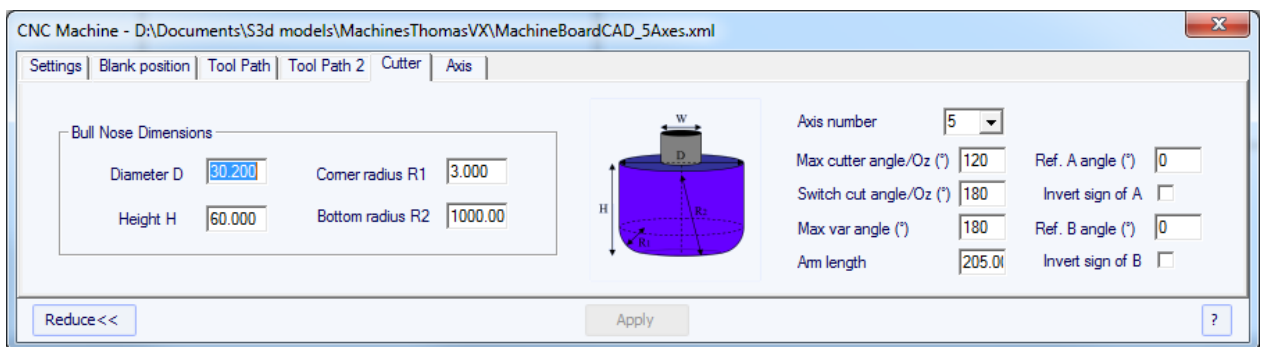 CNC Machine - D:\Documents\S3d models\MachinesThomasVX\MachineBoardCAD_5Axes.xml
X
Settings Blank position Tool Path Tool Path 2 Cutter Axis
Bull Nose Dimensions
Diameter D 30.200 Corner radius R1 3.000
Height H 60.000 Bottom radius R2 1000.00
W
D
H
R2
R1
Axis number 5
Max cutter angle/Oz (°) 120 Ref. A angle (°) 0
Switch cut angle/Oz (°) 180 Invert sign of A
Max var angle (°) 180 Ref. B angle (°) 0
Arm length 205.0 Invert sign of B
Reduce<< Apply ?